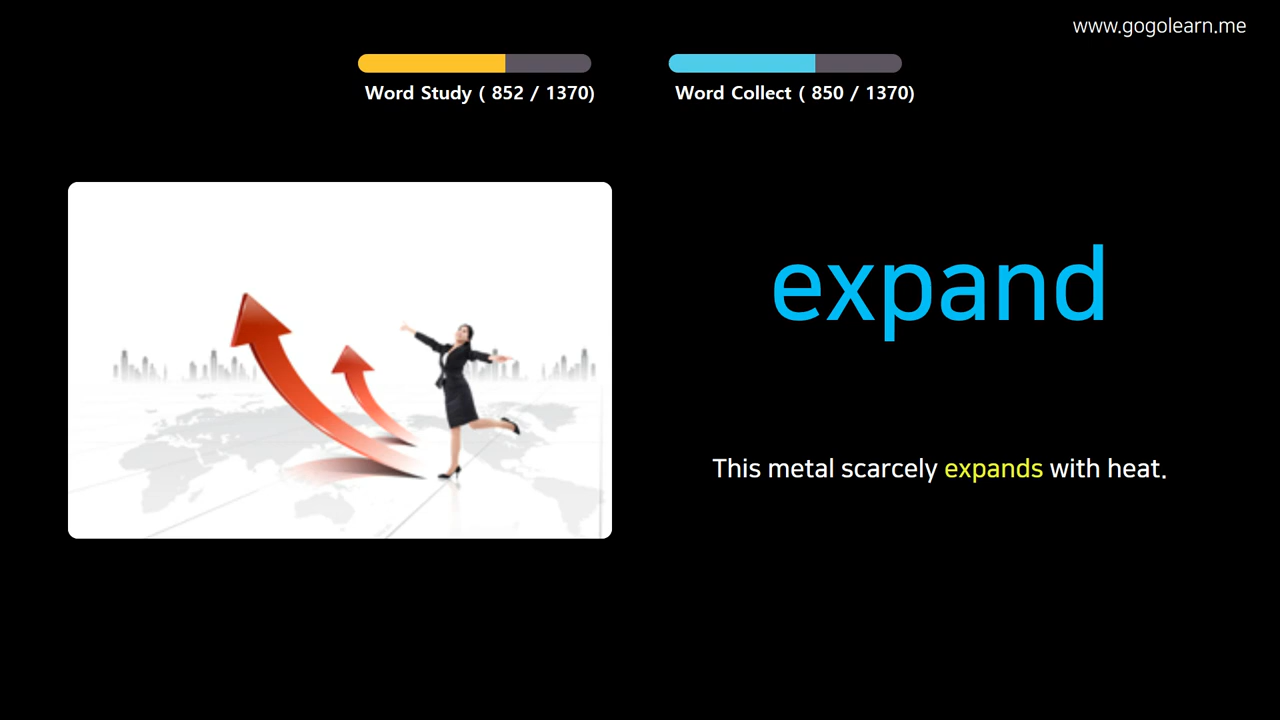 www.gogolearn.me
Word Study ( 852 / 1370)
Word Collect ( 850 / 1370)
expand
This metal scarcely expands with heat.